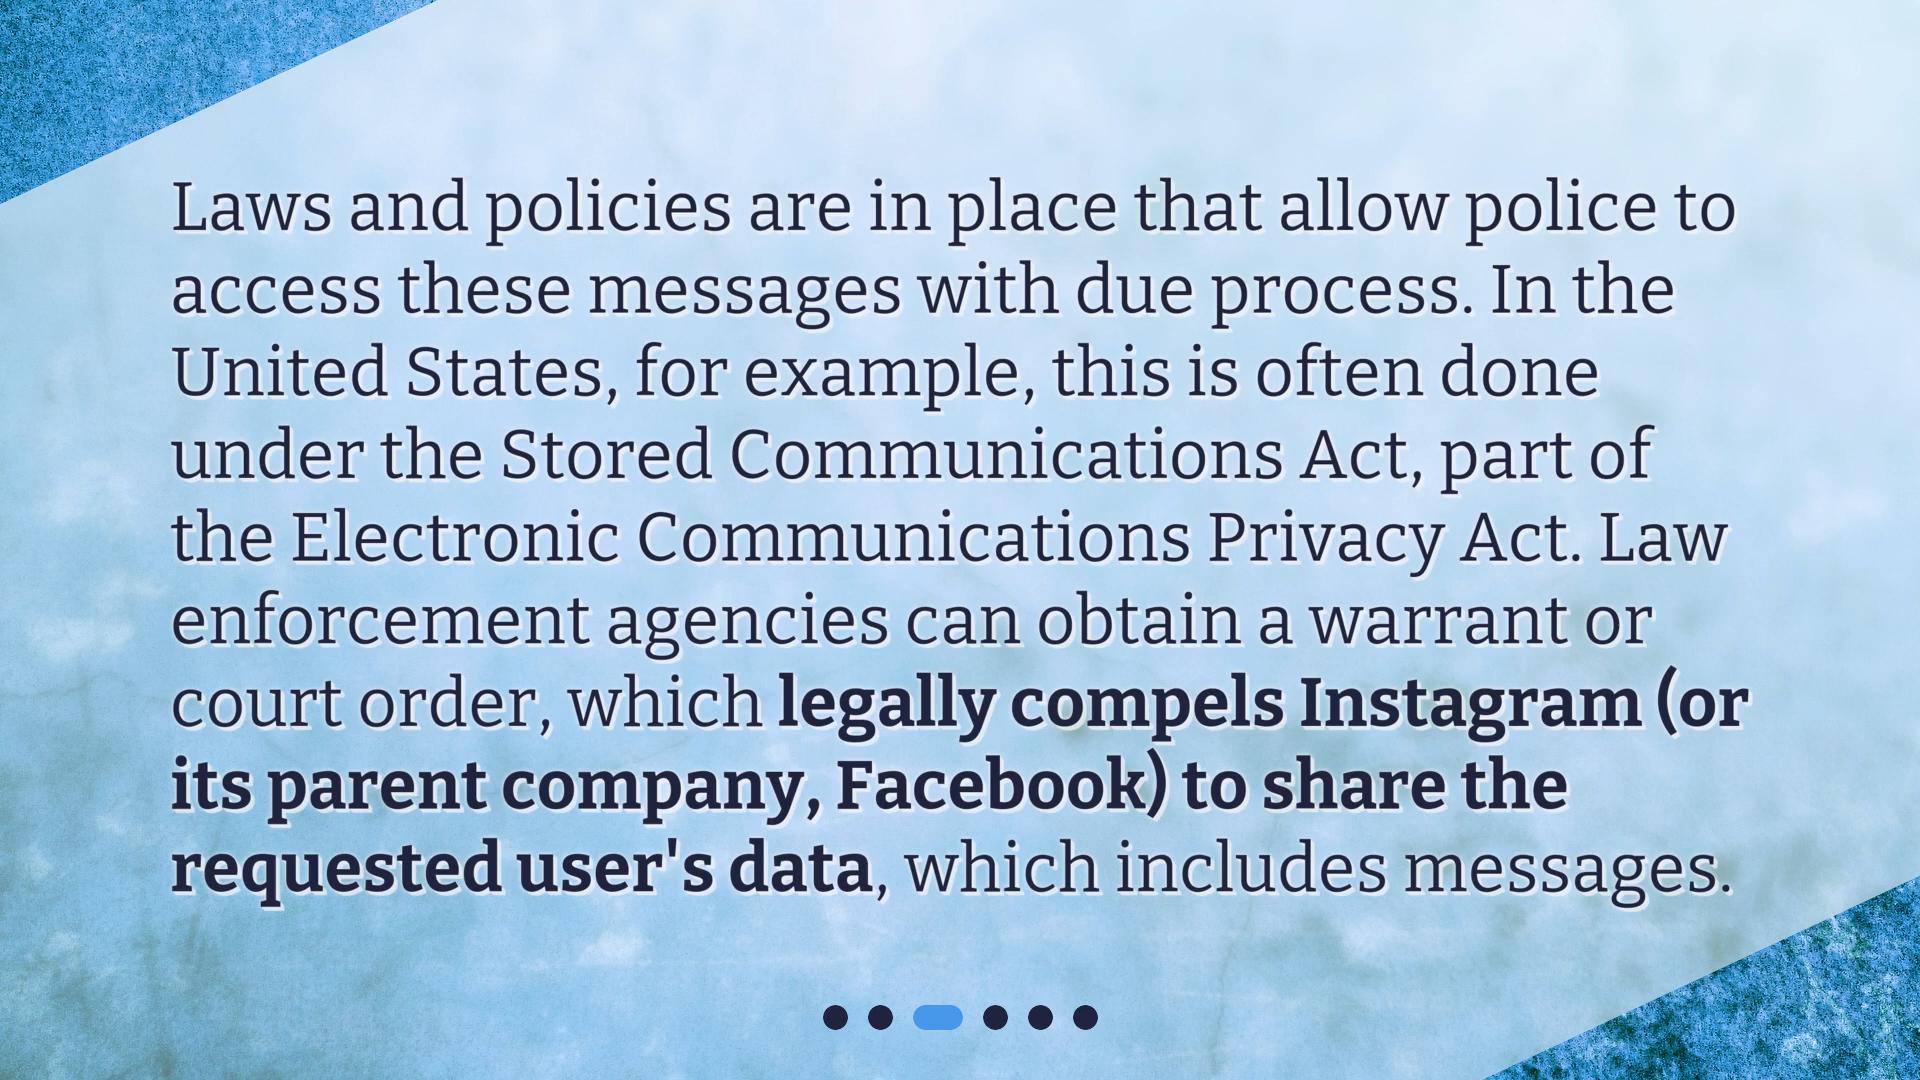 Laws and policies are in place that allow police to
access these messages with due process. In the
United States, for example, this is often done
under the Stored Communications Act, part of
the Electronic Communications Privacy Act. Law
enforcement agencies can obtain a warrant or
court order, which legally compels Instagram (or
its parent company, Facebook) to share the
requested user's data, which includes messages.